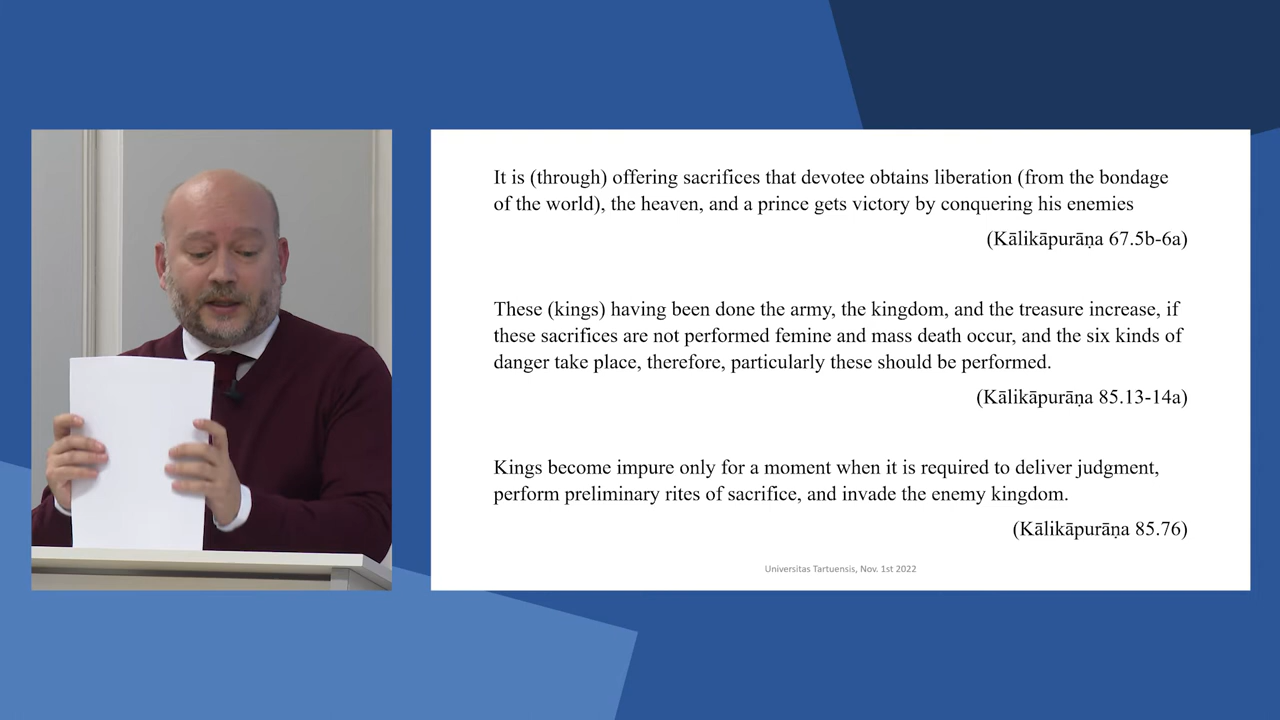 It is (through) offering sacrifices that devotee obtains liberation (from the bondage
of the world), the heaven, and a prince gets victory by conquering his enemies
(Kālikāpurāṇa 67.5b-6a)
These (kings) having been done the army, the kingdom, and the treasure increase, if
these sacrifices are not performed femine and mass death occur, and the six kinds of
danger take place, therefore, particularly these should be performed.
(Kālikāpurāṇa 85.13-14a)
Kings become impure only for a moment when it is required to deliver judgment,
perform preliminary rites of sacrifice, and invade the enemy kingdom.
(Kālikāpurāṇa 85.76)
Universitas Tartuensis, Nov. 1st 2022